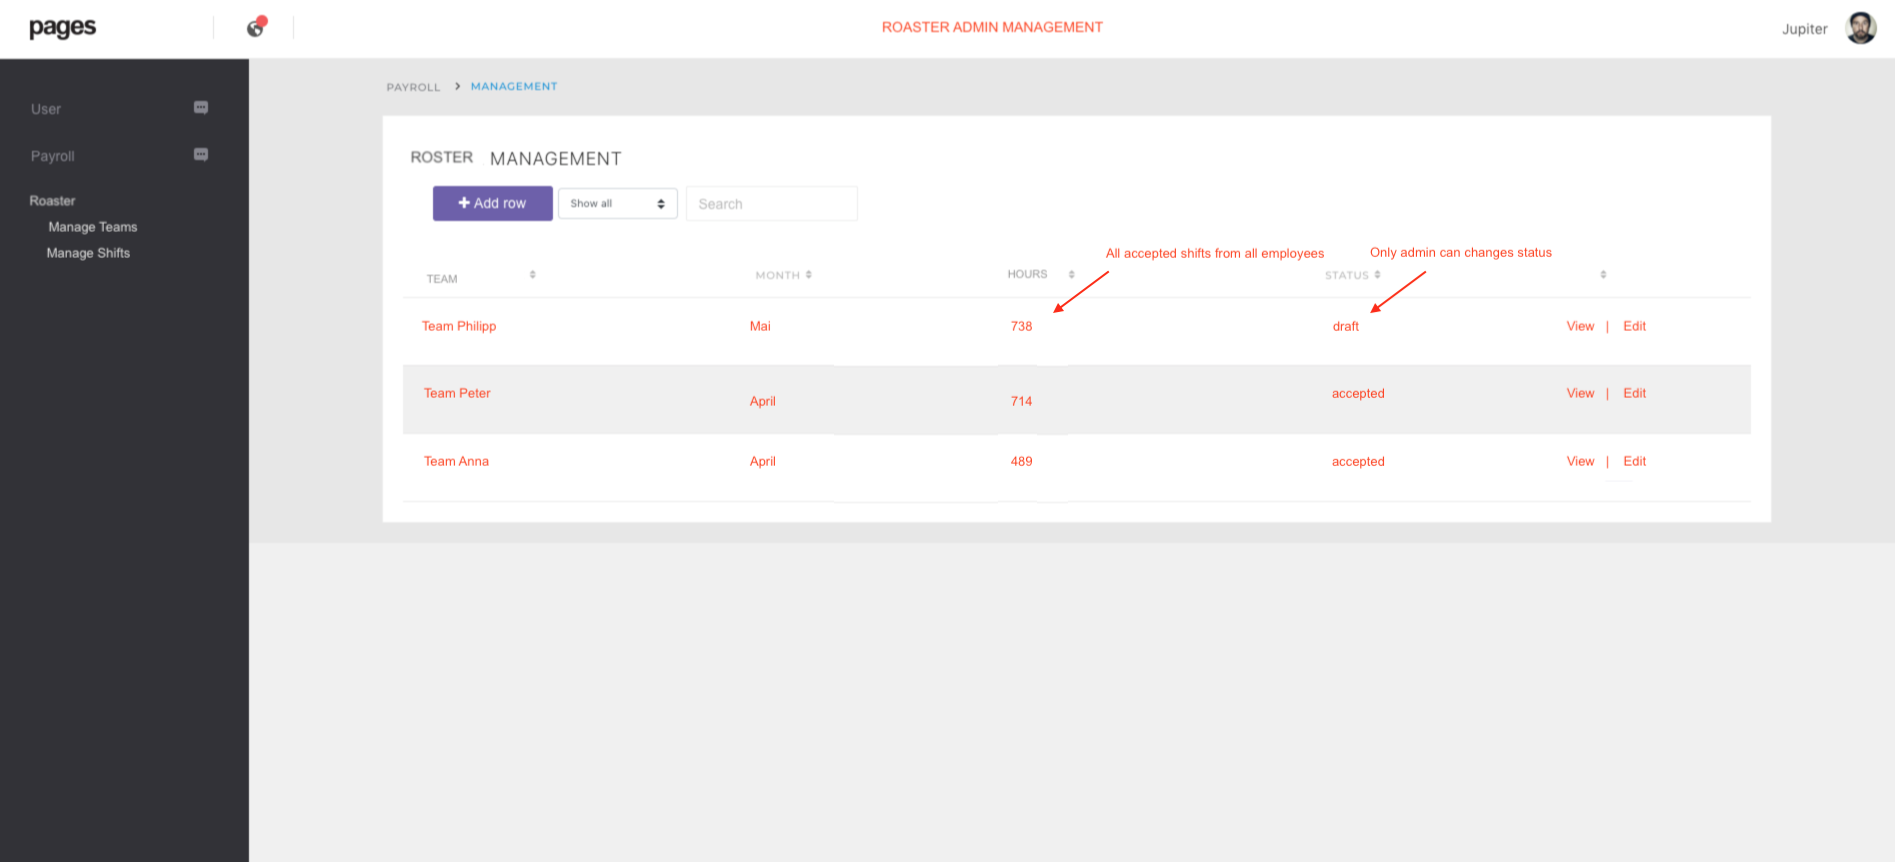 pages
ROASTER ADMIN MANAGEMENT
Jupiter
User
Payroll
Roaster
Manage Teams
Manage Shifts
PAYROLL > MANAGEMENT
ROSTER MANAGEMENT
+ Add row Show all Search
All accepted shifts from all employees Only admin can changes status
TEAM MONTH HOURS STATUS
Team Philipp Mai 738 draft View | Edit
Team Peter April 714 accepted View | Edit
Team Anna April 489 accepted View | Edit